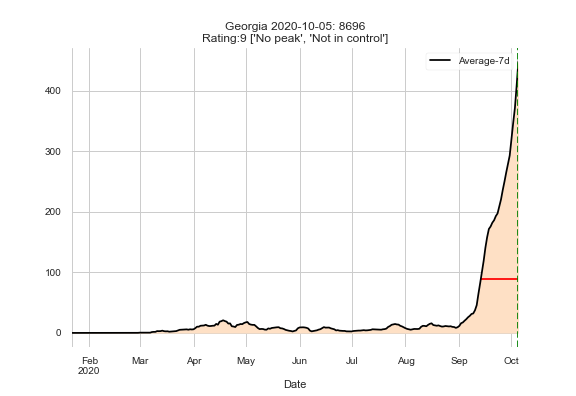 Georgia 2020-10-05: 8696
Rating:9 ['No peak', 'Not in control']
Average-7d
400
300
200
100
0
Feb Mar Apr May Jun Jul Aug Sep Oct
2020
Date